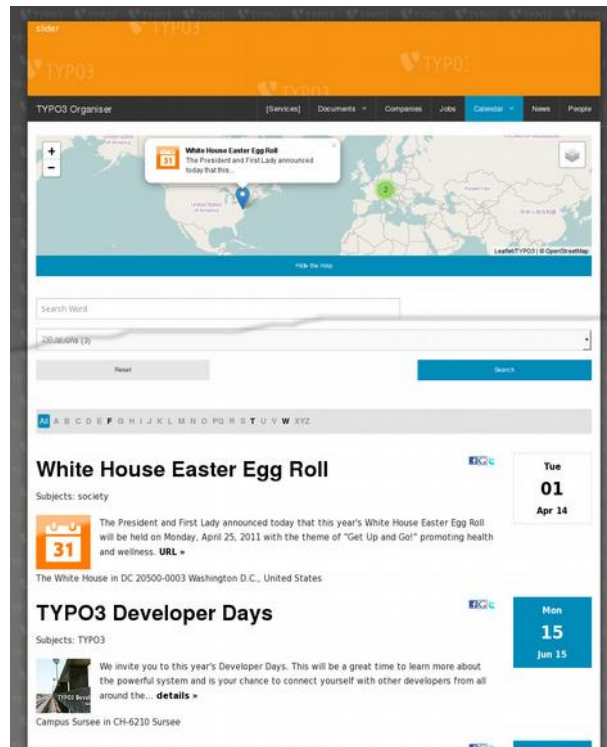 slider
TYPO3
TYPO3
TYPO3
TYPO3
TYPO3 Organiser
[Services] Documents Companies Jobs Calendar News People
+
−
White House Easter Egg Roll
The President and First Lady announced
today that this...
31
2
Leaflet/TYPO3 | © OpenStreetMap
Hide the map
Search Word
(3)
Reset
Search
All A B C D E F G H I J K L M N O PQ R S T U V W XYZ
White House Easter Egg Roll
Tue
01
Apr 14
Subjects: society
31
The President and First Lady announced today that this year's White House Easter Egg Roll
will be held on Monday, April 25, 2011 with the theme of "Get Up and Go!" promoting health
and wellness. URL »
The White House in DC 20500-0003 Washington D.C., United States
TYPO3 Developer Days
Mon
15
Jun 15
Subjects: TYPO3
We invite you to this year's Developer Days. This will be a great time to learn more about
the powerful system and is your chance to connect yourself with other developers from all
around the... details »
Campus Sursee in CH-6210 Sursee